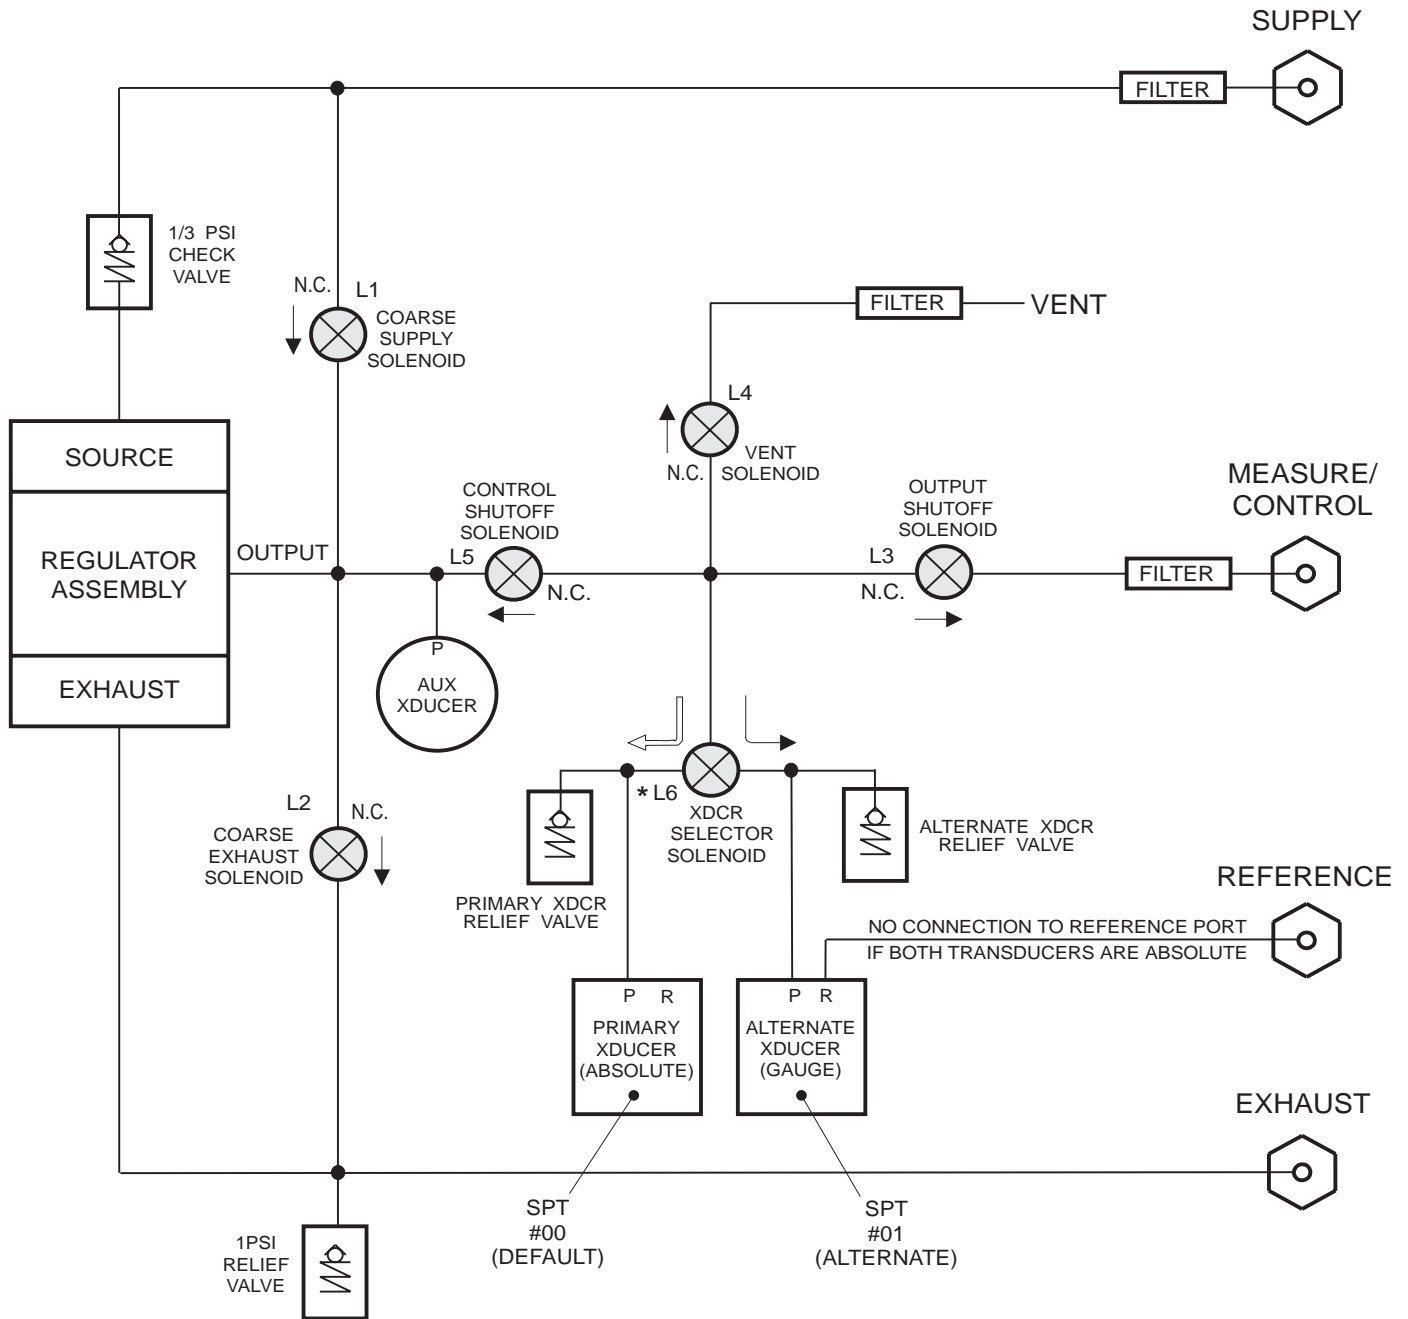 SUPPLY
FILTER
1/3 PSI
CHECK
VALVE
N.C.
L1
COARSE
SUPPLY
SOLENOID
FILTER
VENT
L4
N.C.
VENT
SOLENOID
SOURCE
REGULATOR
ASSEMBLY
EXHAUST
OUTPUT
CONTROL
SHUTOFF
SOLENOID
L5
N.C.
OUTPUT
SHUTOFF
SOLENOID
L3
N.C.
MEASURE/
CONTROL
FILTER
P
AUX
XDUCER
L2
N.C.
COARSE
EXHAUST
SOLENOID
* L6
XDCR
SELECTOR
SOLENOID
PRIMARY XDCR
RELIEF VALVE
ALTERNATE XDCR
RELIEF VALVE
REFERENCE
NO CONNECTION TO REFERENCE PORT
IF BOTH TRANSDUCERS ARE ABSOLUTE
P R
PRIMARY
XDUCER
(ABSOLUTE)
P R
ALTERNATE
XDUCER
(GAUGE)
EXHAUST
SPT
#00
(DEFAULT)
SPT
#01
(ALTERNATE)
1PSI
RELIEF
VALVE